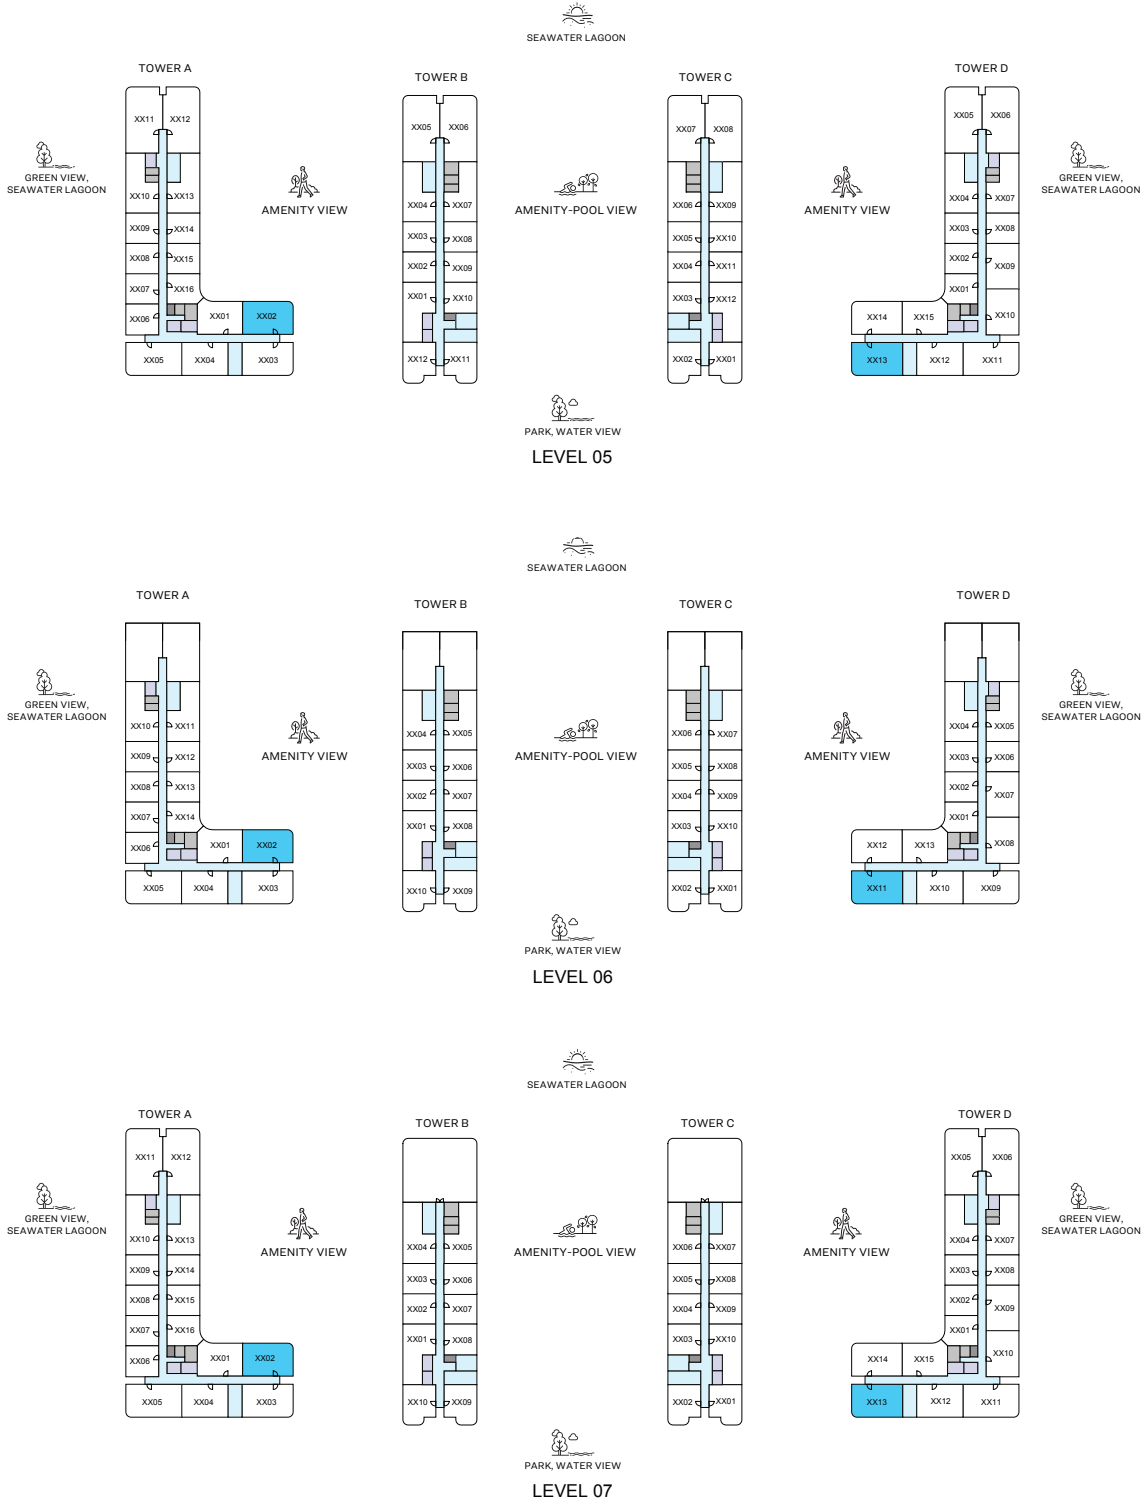 SEAWATER LAGOON
TOWER A
TOWER B
TOWER C
TOWER D
XX11 XX12
XX05 XX06
XX07 XX08
XX05 XX06
GREEN VIEW,
SEAWATER LAGOON
AMENITY VIEW
AMENITY-POOL VIEW
AMENITY VIEW
GREEN VIEW,
SEAWATER LAGOON
XX10 XX13
XX04 XX07
XX06 XX09
XX04 XX07
XX09 XX14
XX03 XX08
XX05 XX10
XX03 XX08
XX08 XX15
XX02 XX09
XX04 XX11
XX02 XX09
XX07 XX16
XX01 XX10
XX03 XX12
XX01
XX06 XX01 XX02
XX14 XX15 XX10
XX05 XX04 XX03
XX12 XX11
XX02 XX01
XX13 XX12 XX11
PARK, WATER VIEW
LEVEL 05
SEAWATER LAGOON
TOWER A
TOWER B
TOWER C
TOWER D
GREEN VIEW,
SEAWATER LAGOON
AMENITY VIEW
AMENITY-POOL VIEW
AMENITY VIEW
GREEN VIEW,
SEAWATER LAGOON
XX10 XX11
XX04 XX05
XX06 XX07
XX04 XX05
XX09 XX12
XX03 XX06
XX05 XX08
XX03 XX06
XX08 XX13
XX02 XX07
XX04 XX09
XX02 XX07
XX07 XX14
XX01 XX08
XX03 XX10
XX01
XX06 XX01 XX02
XX12 XX13 XX08
XX05 XX04 XX03
XX10 XX09
XX02 XX01
XX11 XX10 XX09
PARK, WATER VIEW
LEVEL 06
SEAWATER LAGOON
TOWER A
TOWER B
TOWER C
TOWER D
XX11 XX12
XX05 XX06
GREEN VIEW,
SEAWATER LAGOON
AMENITY VIEW
AMENITY-POOL VIEW
AMENITY VIEW
GREEN VIEW,
SEAWATER LAGOON
XX10 XX13
XX04 XX05
XX06 XX07
XX04 XX07
XX09 XX14
XX03 XX06
XX05 XX08
XX03 XX08
XX08 XX15
XX02 XX07
XX04 XX09
XX02 XX09
XX07 XX16
XX01 XX08
XX03 XX10
XX01
XX06 XX01 XX02
XX14 XX15 XX10
XX05 XX04 XX03
XX10 XX09
XX02 XX01
XX13 XX12 XX11
PARK, WATER VIEW
LEVEL 07